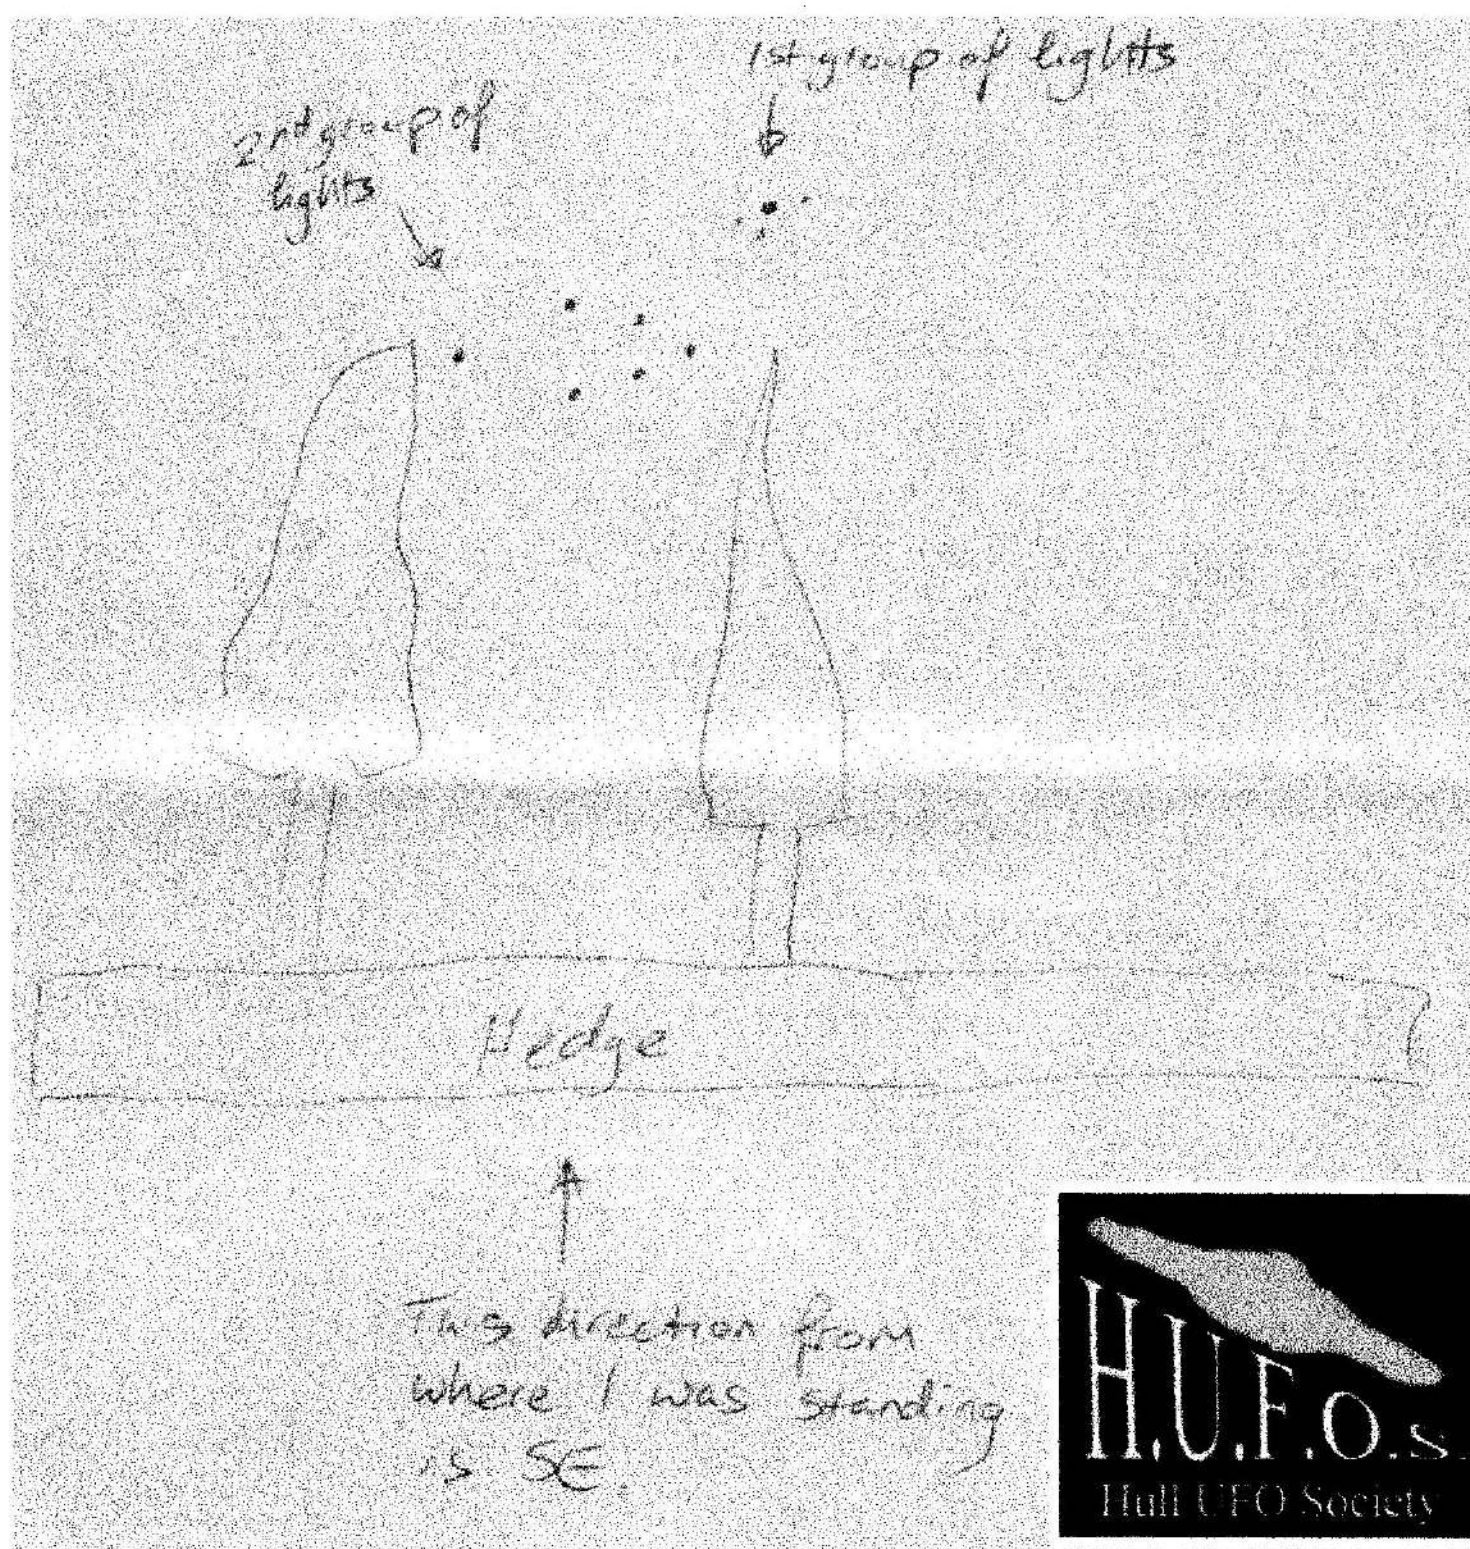 1st group of lights
2nd group of
lights
Hedge
This direction from
where I was standing
is SE.
H.U.F.O.s.
Hull UFO Society